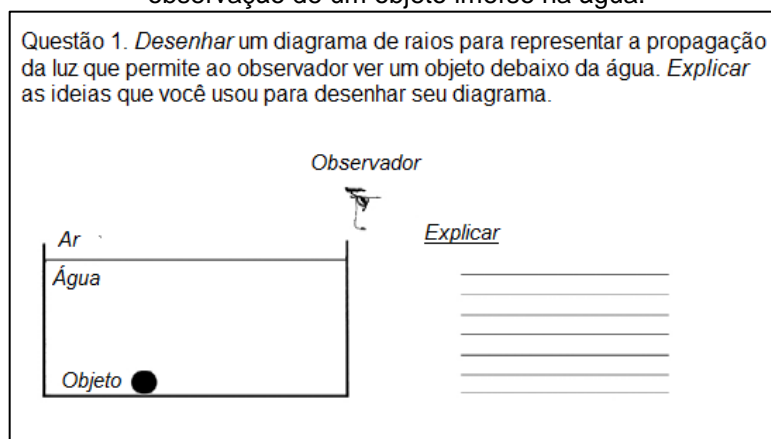 observação de um objeto imerso na água.
Questão 1. Desenhar um diagrama de raios para representar a propagação
da luz que permite ao observador ver um objeto debaixo da água. Explicar
as ideias que você usou para desenhar seu diagrama.
Observador
Ar
Explicar
Água
Objeto